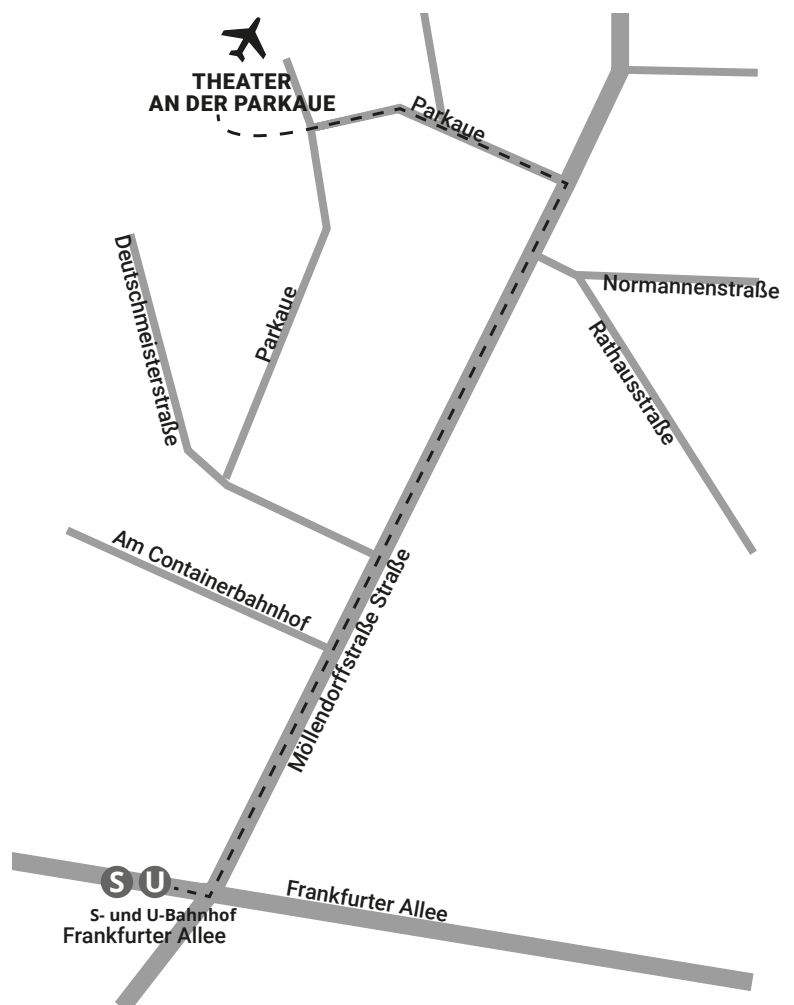 THEATER
AN DER PARKAUE
Parkaue
Deutschmeisterstraße
Parkaue
Normannenstraße
Rathausstraße
Am Containerbahnhof
Möllendorffstraße Straße
S U
S- und U-Bahnhof
Frankfurter Allee
Frankfurter Allee